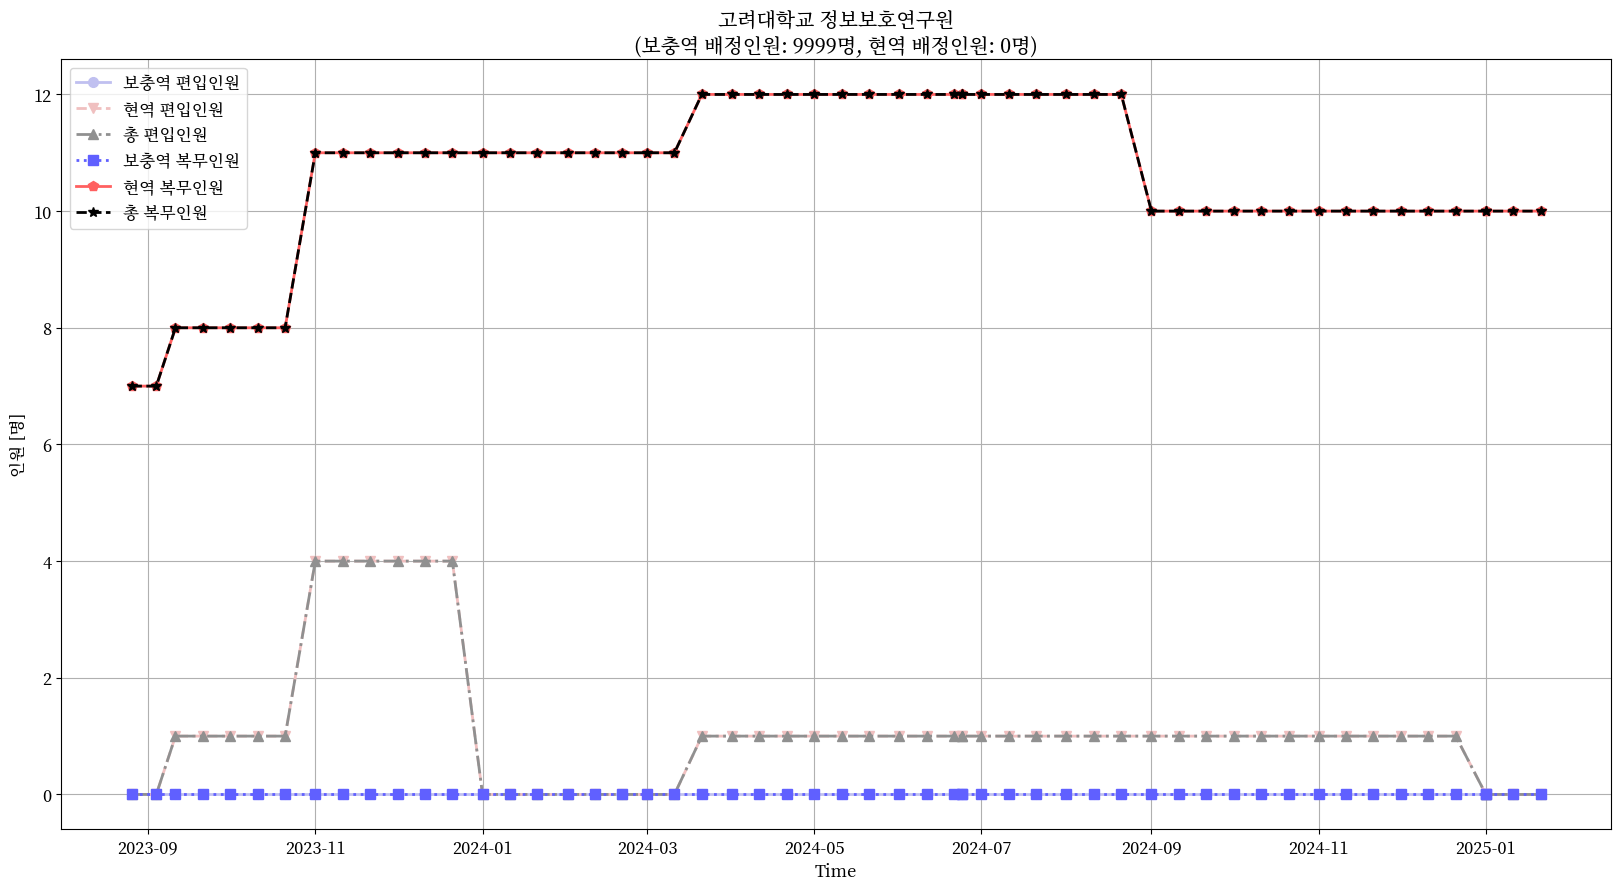 고려대학교 정보보호연구원
(보충역 배정인원: 9999명, 현역 배정인원: 0명)
보충역 편입인원
현역 편입인원
총 편입인원
보충역 복무인원
현역 복무인원
총 복무인원
인원 [명]
12
10
8
6
4
2
0
2023-09
2023-11
2024-01
2024-03
2024-05
2024-07
2024-09
2024-11
2025-01
Time